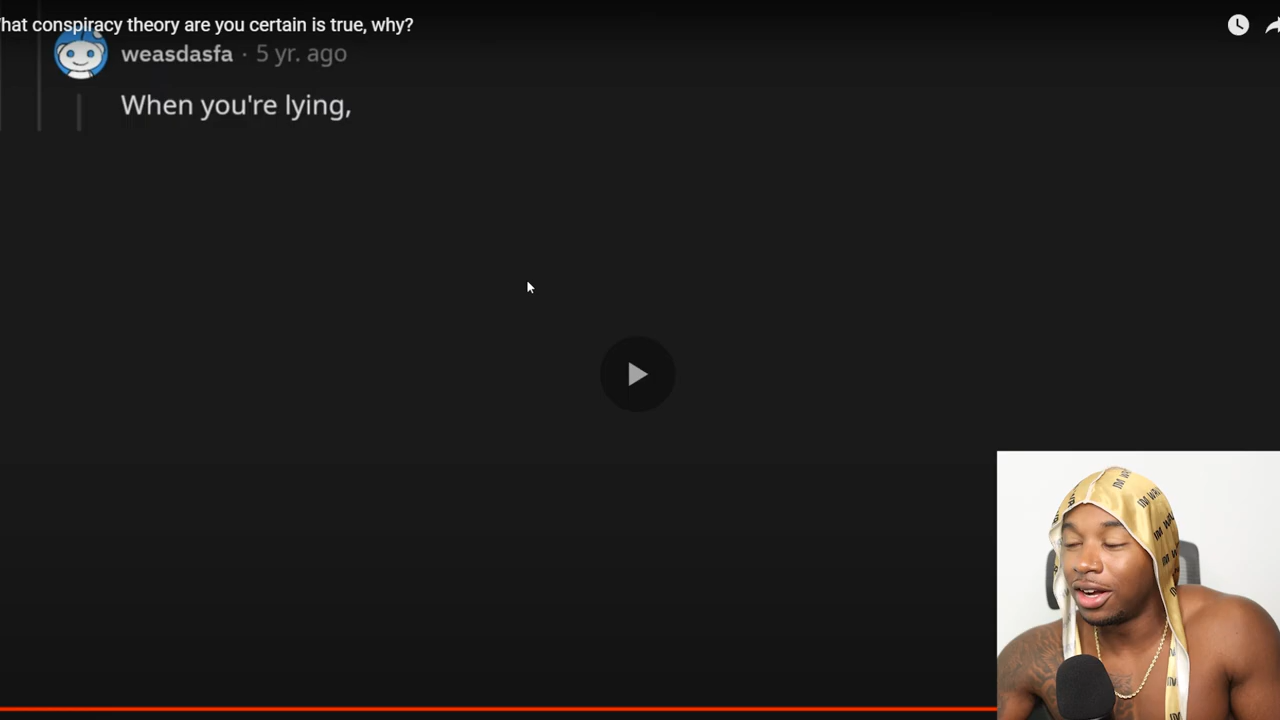 hat conspiracy theory are you certain is true, why?
weasdasfa · 5 yr. ago
When you're lying,